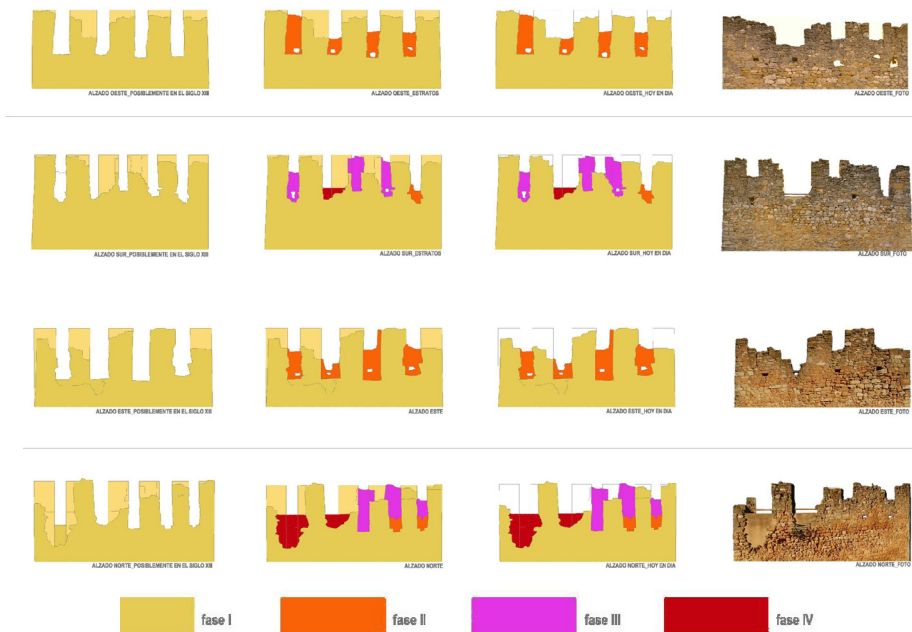 ALZADO OESTE_POSIBLEMENTE EN EL SIGLO XIII
ALZADO OESTE_ESTRATOS
ALZADO OESTE_HOY EN DIA
ALZADO OESTE_FOTO
ALZADO SUR_POSIBLEMENTE EN EL SIGLO XIII
ALZADO SUR_ESTRATOS
ALZADO SUR_HOY EN DIA
ALZADO SUR_FOTO
ALZADO ESTE_POSIBLEMENTE EN EL SIGLO XIII
ALZADO ESTE
ALZADO ESTE_HOY EN DIA
ALZADO ESTE_FOTO
ALZADO NORTE_POSIBLEMENTE EN EL SIGLO XIII
ALZADO NORTE
ALZADO NORTE_HOY EN DIA
ALZADO NORTE_FOTO
fase I
fase II
fase III
fase IV